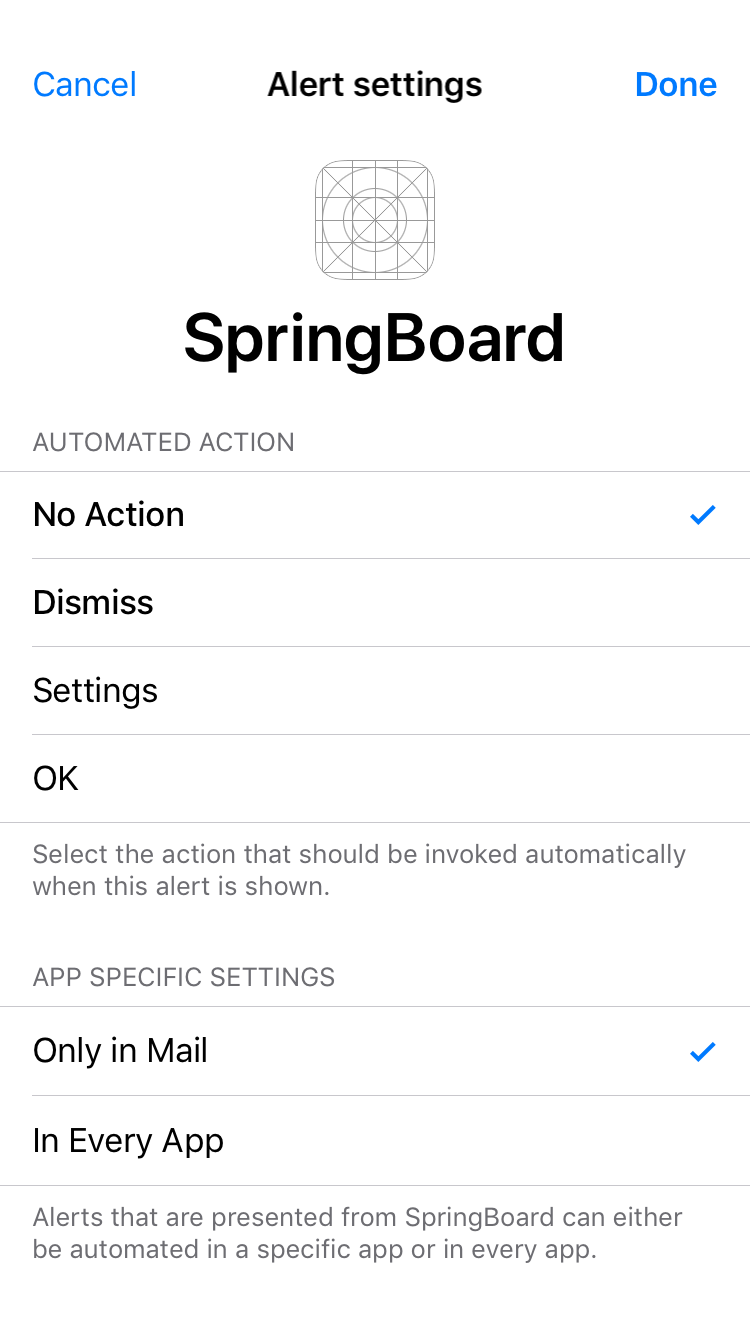 Cancel
Alert settings
Done
SpringBoard
AUTOMATED ACTION
No Action
Dismiss
Settings
OK
Select the action that should be invoked automatically
when this alert is shown.
APP SPECIFIC SETTINGS
Only in Mail
In Every App
Alerts that are presented from SpringBoard can either
be automated in a specific app or in every app.